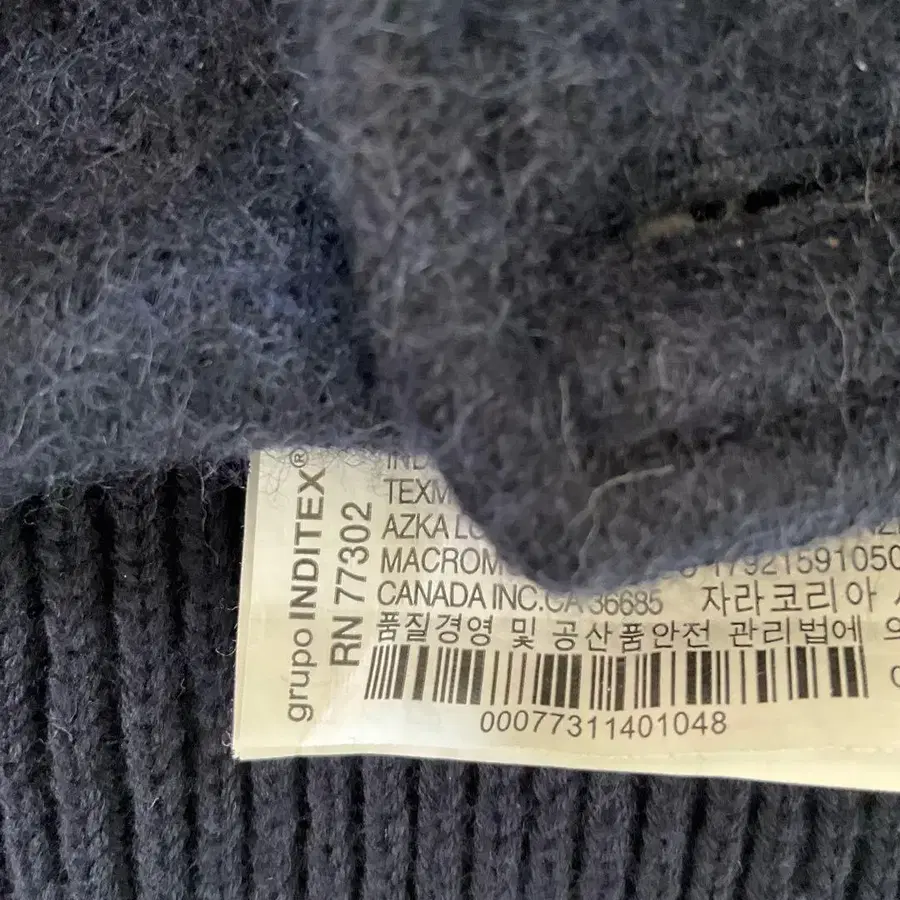 grupo INDITEX®
RN 77302
TEXM
AZKA
MACROM 17921591050
CANADA INC.CA 36685 자라코리아
품질경영 및 공산품안전 관리법에 의
00077311401048